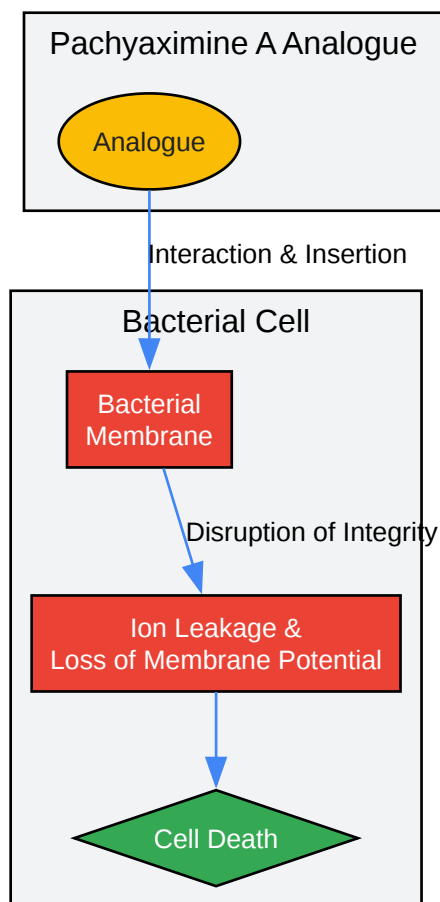 Pachyaximine A Analogue
Analogue
Interaction & Insertion
Bacterial Cell
Bacterial
Membrane
Disruption of Integrity
Ion Leakage &
Loss of Membrane Potential
Cell Death